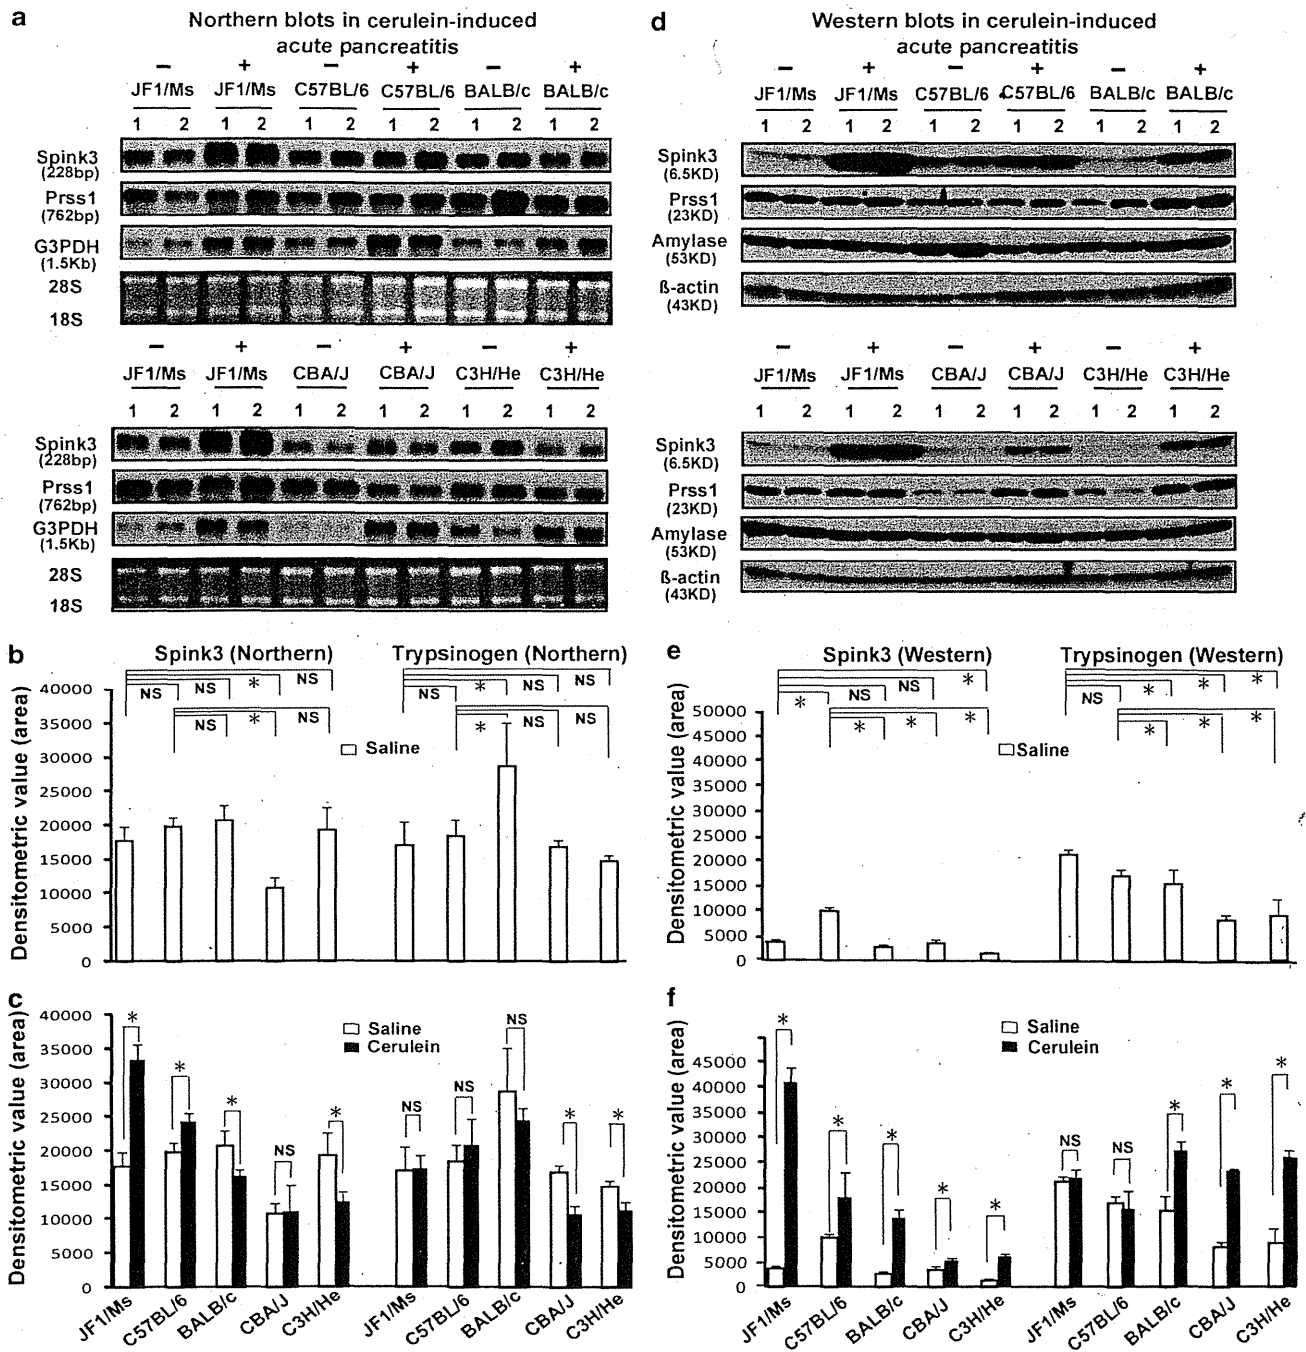 a
Northern blots in cerulein-induced
acute pancreatitis
− + − + − +
JF1/Ms JF1/Ms C57BL/6 C57BL/6 BALB/c BALB/c
1 2 1 2 1 2 1 2 1 2 1 2
Spink3
(228bp)
Prss1
(762bp)
G3PDH
(1.5Kb)
28S
18S
− + − + − +
JF1/Ms JF1/Ms CBA/J CBA/J C3H/He C3H/He
1 2 1 2 1 2 1 2 1 2 1 2
Spink3
(228bp)
Prss1
(762bp)
G3PDH
(1.5Kb)
28S
18S
d
Western blots in cerulein-induced
acute pancreatitis
− + − + − +
JF1/Ms JF1/Ms C57BL/6 C57BL/6 BALB/c BALB/c
1 2 1 2 1 2 1 2 1 2 1 2
Spink3
(6.5KD)
Prss1
(23KD)
Amylase
(53KD)
ß-actin
(43KD)
− + − + − +
JF1/Ms JF1/Ms CBA/J CBA/J C3H/He C3H/He
1 2 1 2 1 2 1 2 1 2 1 2
Spink3
(6.5KD)
Prss1
(23KD)
Amylase
(53KD)
ß-actin
(43KD)
b
Spink3 (Northern) Trypsinogen (Northern)
NS NS * NS NS * NS NS
NS * NS * NS NS
Saline
Densitometric value (area)
40000
35000
30000
25000
20000
15000
10000
5000
0
c
* * * NS * NS NS NS * *
Saline
Cerulein
Densitometric value (area)
40000
35000
30000
25000
20000
15000
10000
5000
0
JF1/Ms C57BL/6 BALB/c CBA/J C3H/He JF1/Ms C57BL/6 BALB/c CBA/J C3H/He
e
Spink3 (Western) Trypsinogen (Western)
* NS NS * NS * * *
* * * * * *
Saline
Densitometric value (area)
50000
45000
40000
35000
30000
25000
20000
15000
10000
5000
0
f
* * * * * NS NS * * *
Saline
Cerulein
Densitometric value (area)
45000
40000
35000
30000
25000
20000
15000
10000
5000
0
JF1/Ms C57BL/6 BALB/c CBA/J C3H/He JF1/Ms C57BL/6 BALB/c CBA/J C3H/He